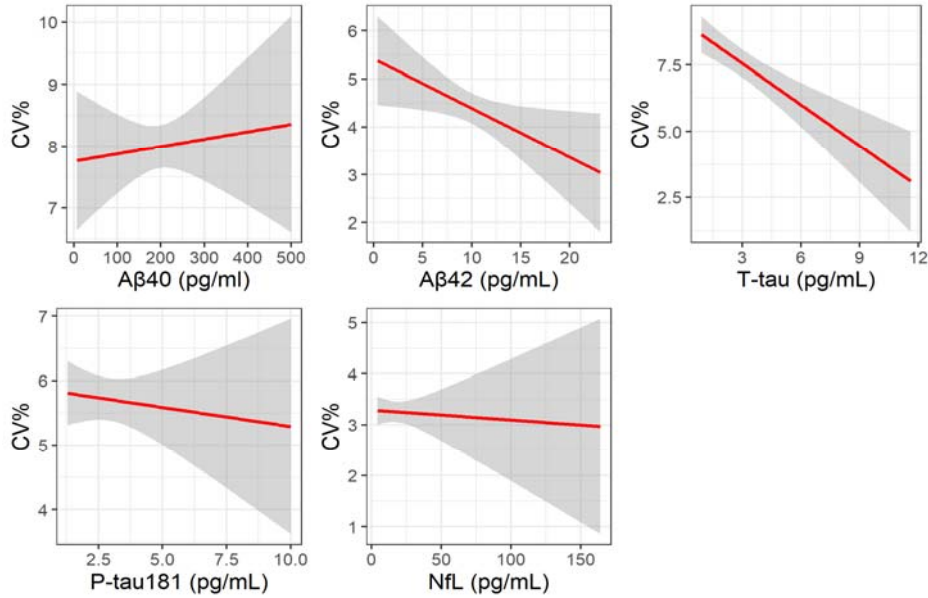 10
9
8
7
CV%
0 100 200 300 400 500
Aβ40 (pg/ml)
6
5
4
3
2
CV%
0 5 10 15 20
Aβ42 (pg/mL)
7.5
5.0
2.5
CV%
3 6 9 12
T-tau (pg/mL)
7
6
5
4
CV%
2.5 5.0 7.5 10.0
P-tau181 (pg/mL)
5
4
3
2
1
CV%
0 50 100 150
NfL (pg/mL)